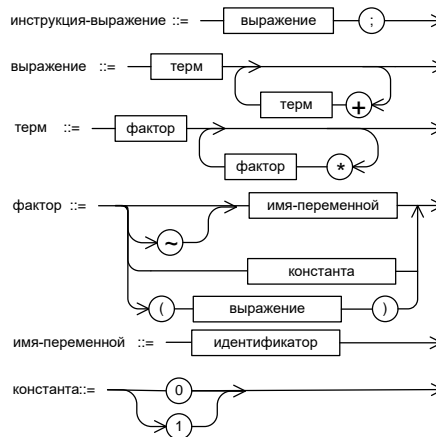 инструкция-выражение ::= выражение ;
выражение ::= терм
терм +
терм ::= фактор
фактор *
фактор ::= имя-переменной
~
константа
( выражение )
имя-переменной ::= идентификатор
константа::= 0
1